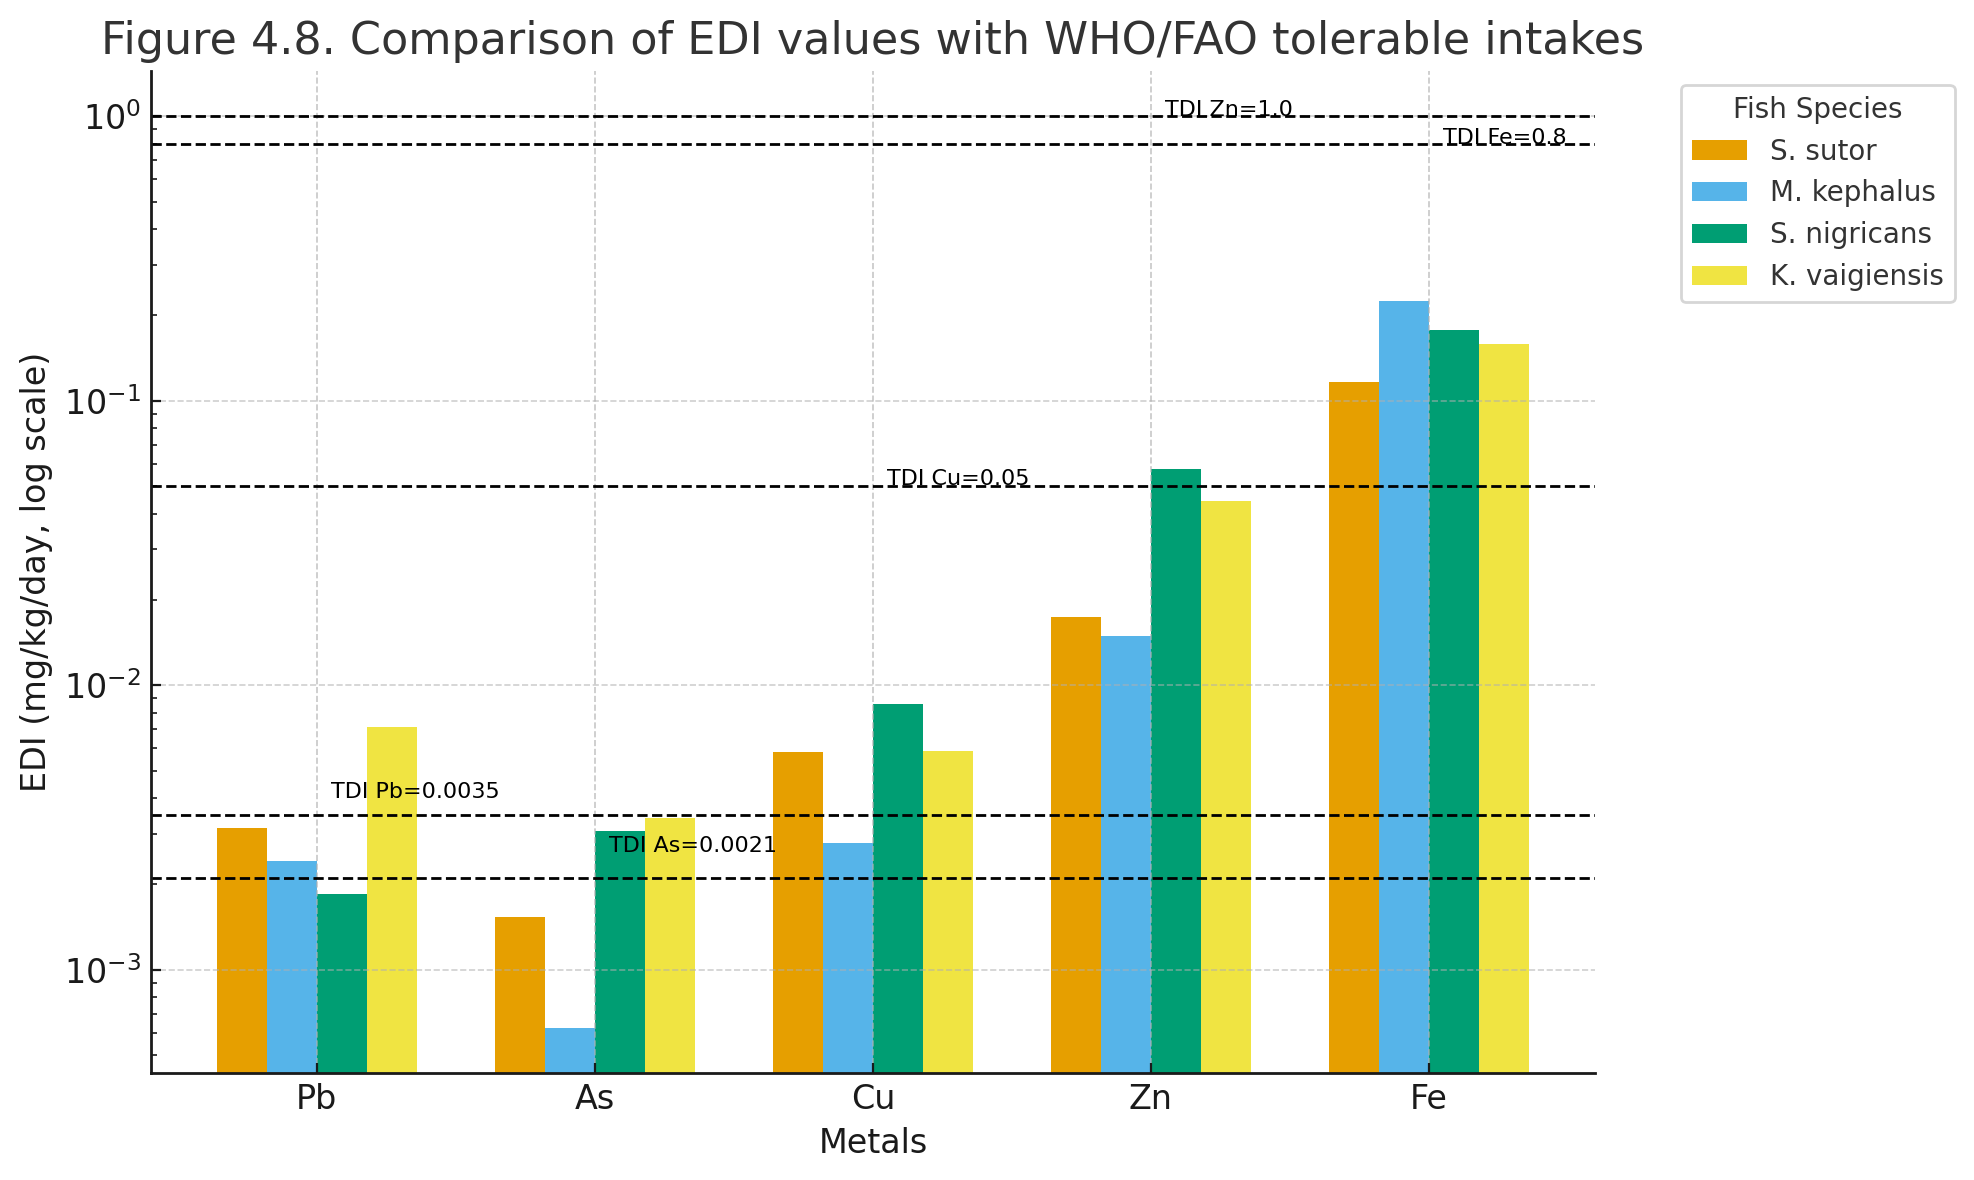 Figure 4.8. Comparison of EDI values with WHO/FAO tolerable intakes
EDI (mg/kg/day, log scale)
10⁰
10⁻¹
10⁻²
10⁻³
TDI Zn=1.0
TDI Fe=0.8
TDI Cu=0.05
TDI Pb=0.0035
TDI As=0.0021
Pb
As
Cu
Zn
Fe
Metals
Fish Species
S. sutor
M. kephalus
S. nigricans
K. vaigiensis